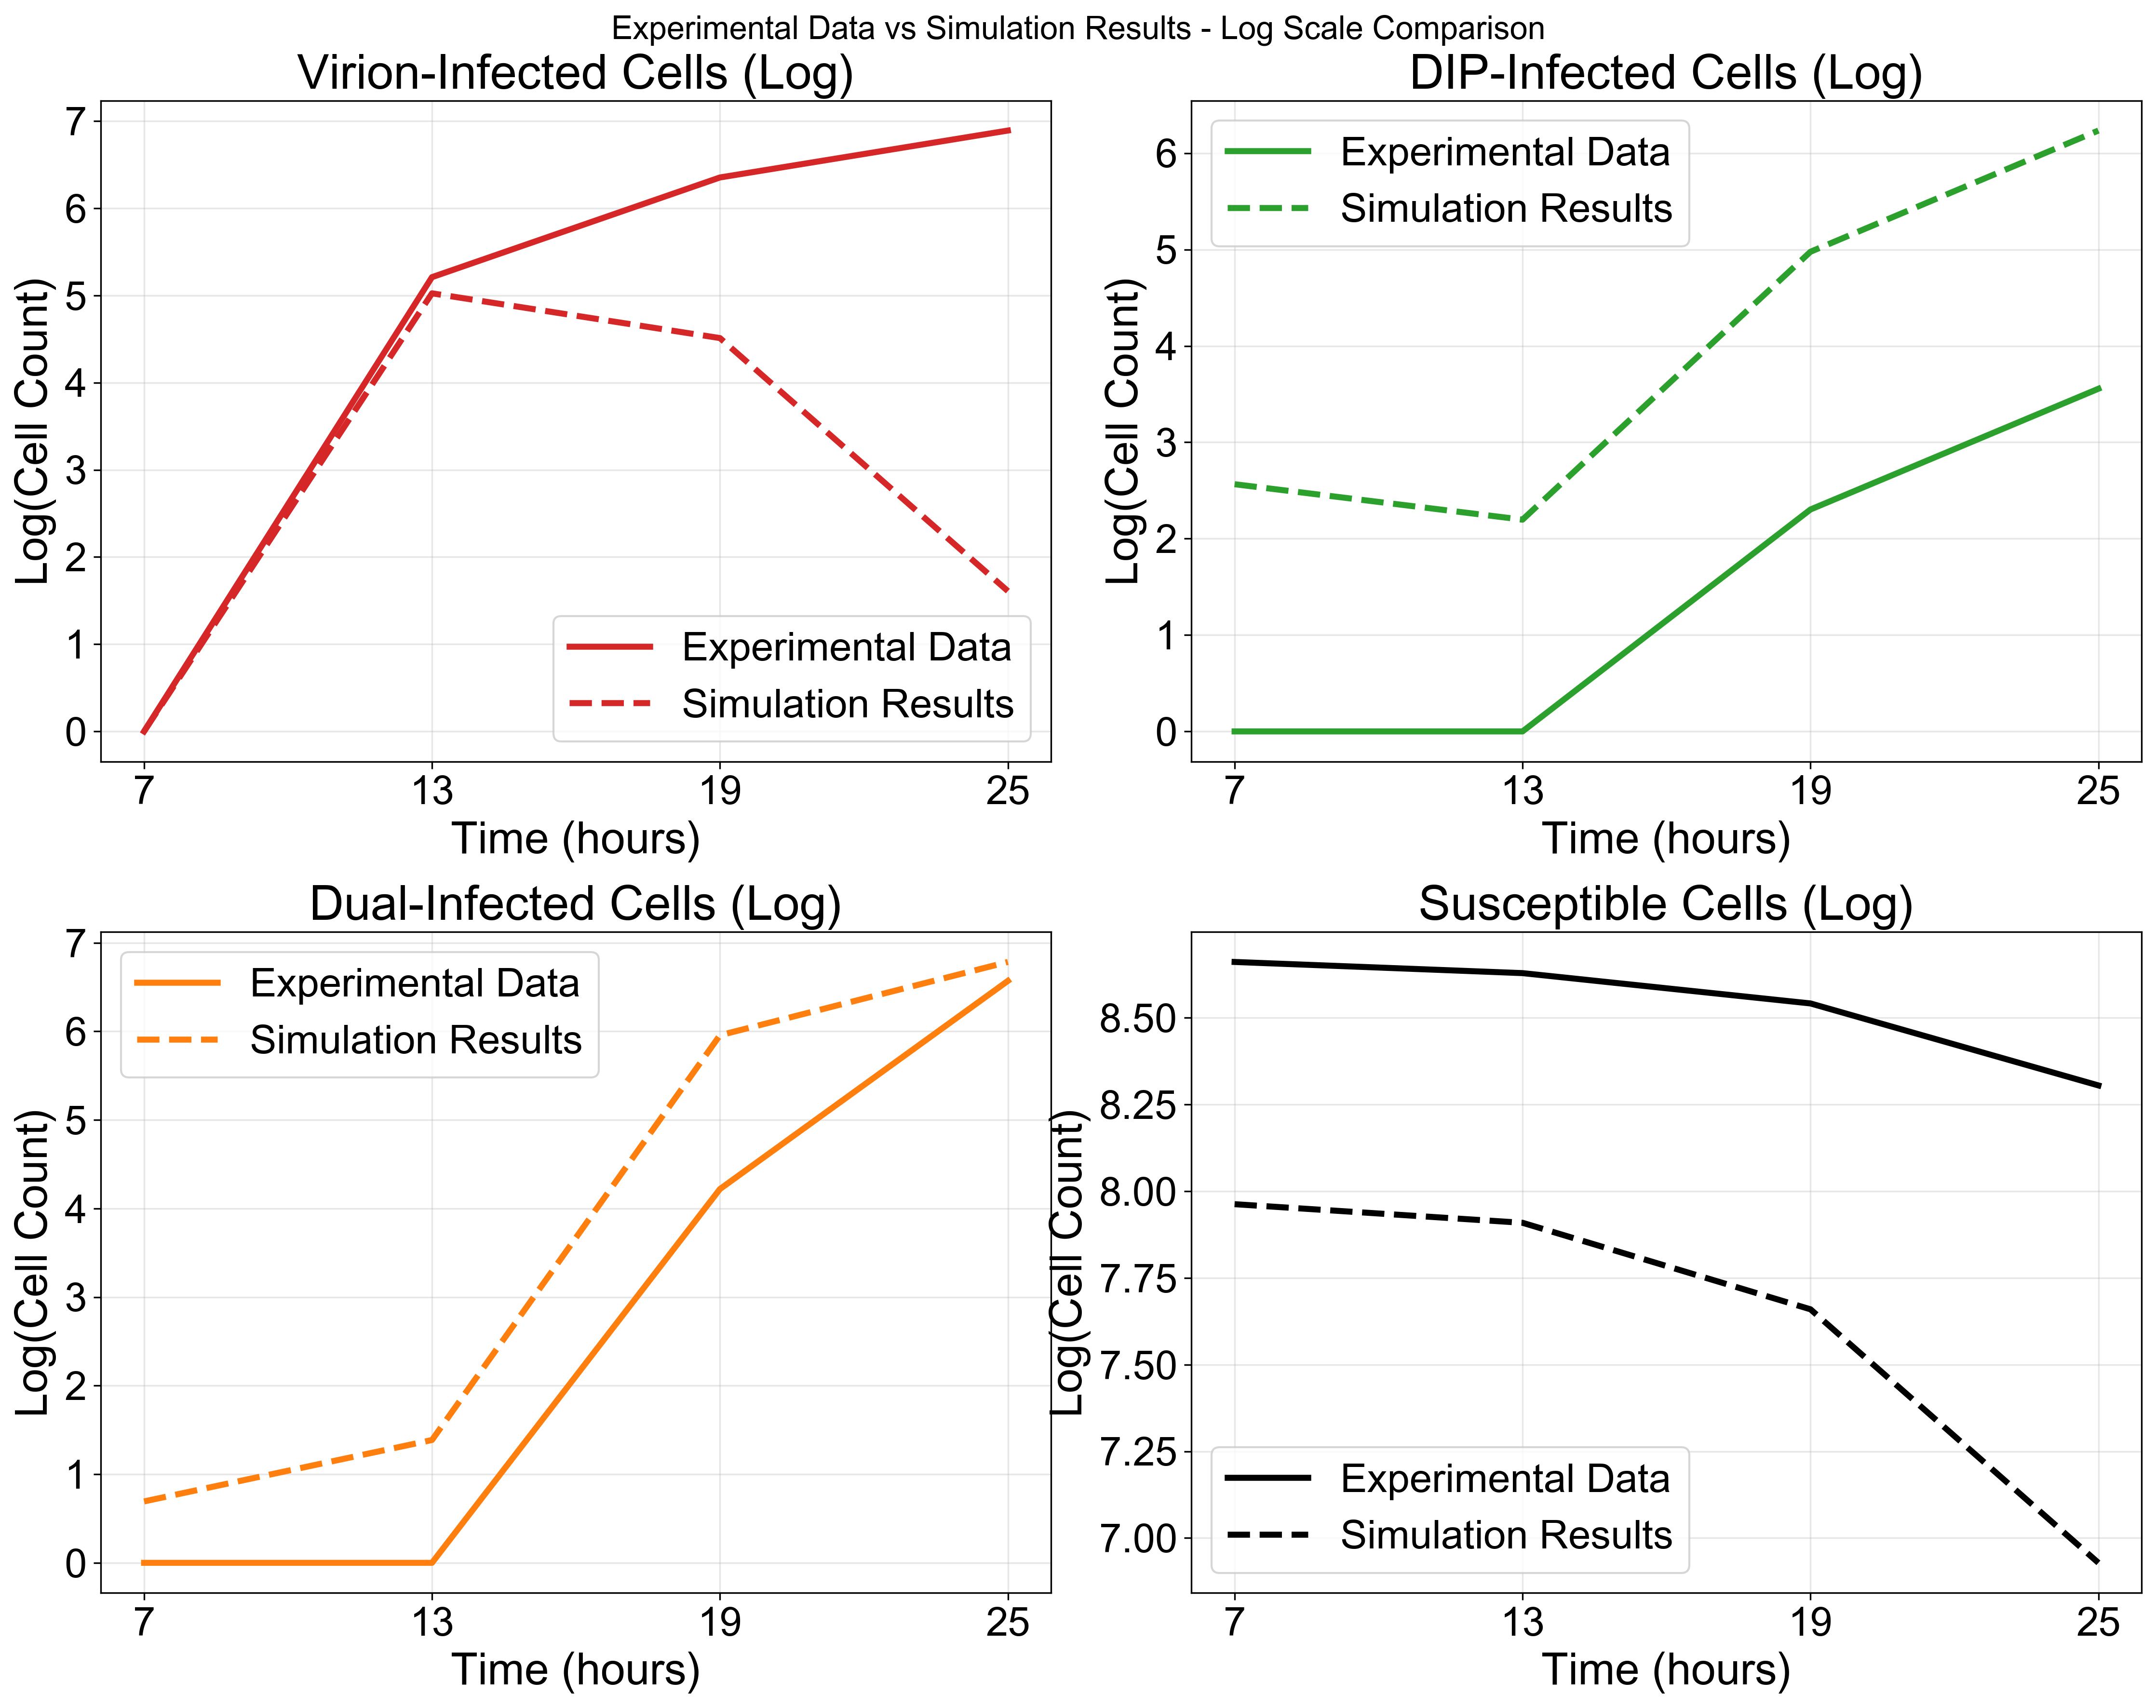 Experimental Data vs Simulation Results - Log Scale Comparison
Virion-Infected Cells (Log)
Log(Cell Count)
7
6
5
4
3
2
1
0
Experimental Data
Simulation Results
7 13 19 25
Time (hours)
DIP-Infected Cells (Log)
Log(Cell Count)
6
5
4
3
2
1
0
Experimental Data
Simulation Results
7 13 19 25
Time (hours)
Dual-Infected Cells (Log)
Log(Cell Count)
7
6
5
4
3
2
1
0
Experimental Data
Simulation Results
7 13 19 25
Time (hours)
Susceptible Cells (Log)
Log(Cell Count)
8.50
8.25
8.00
7.75
7.50
7.25
7.00
Experimental Data
Simulation Results
7 13 19 25
Time (hours)